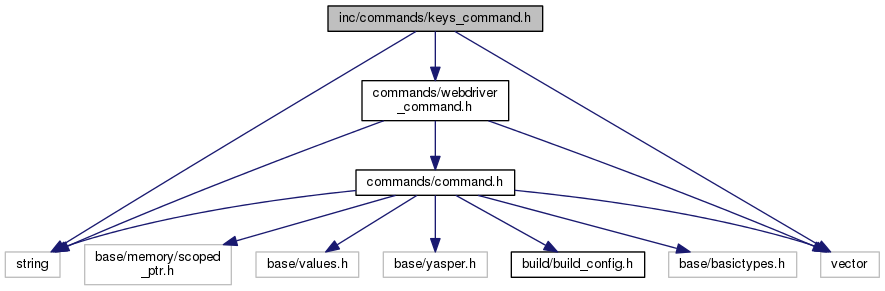 inc/commands/keys_command.h
commands/webdriver
_command.h
commands/command.h
string
base/memory/scoped
_ptr.h
base/values.h
base/yasper.h
build/build_config.h
base/basictypes.h
vector